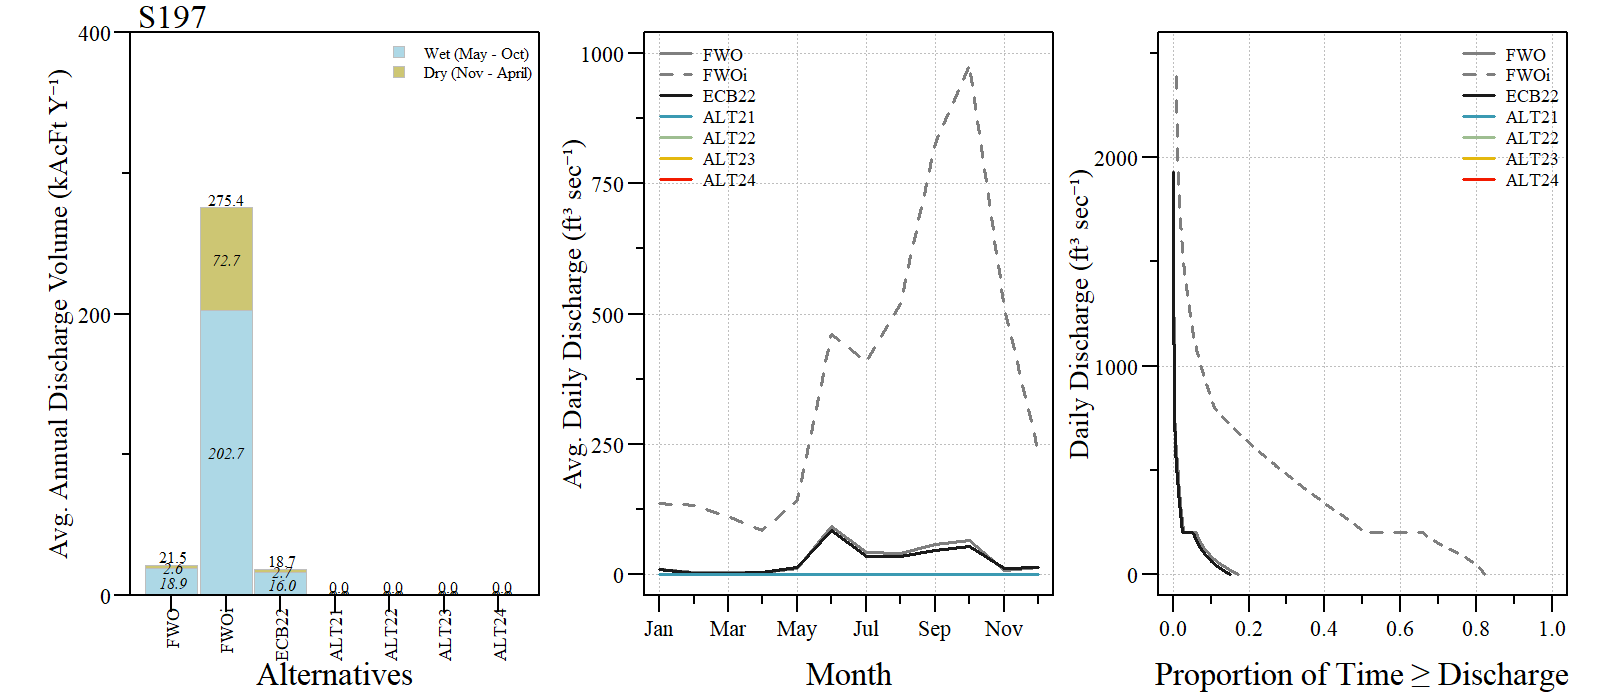 S197
Avg. Annual Discharge Volume (kAcFt Y⁻¹)
400
200
0
Wet (May - Oct)
Dry (Nov - April)
21.5
2.6
18.9
275.4
72.7
202.7
18.7
2.7
16.0
0.0
0.0
0.0
0.0
FWO
FWOi
ECB22
ALT21
ALT22
ALT23
ALT24
Alternatives
Avg. Daily Discharge (ft³ sec⁻¹)
1000
750
500
250
0
FWO
FWOi
ECB22
ALT21
ALT22
ALT23
ALT24
Jan Mar May Jul Sep Nov
Month
Daily Discharge (ft³ sec⁻¹)
2000
1000
0
FWO
FWOi
ECB22
ALT21
ALT22
ALT23
ALT24
0.0 0.2 0.4 0.6 0.8 1.0
Proportion of Time ≥ Discharge